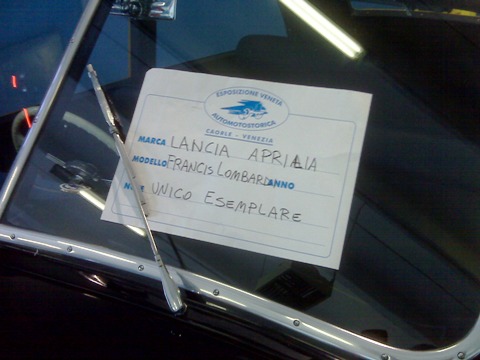 ESPOSIZIONE VENETA
AUTOMOTOSTORICA
CAORLE - VENEZIA
MARCA LANCIA APRILIA
MODELLO FRANCIS LOMBARDI ANNO
UNICO ESEMPLARE